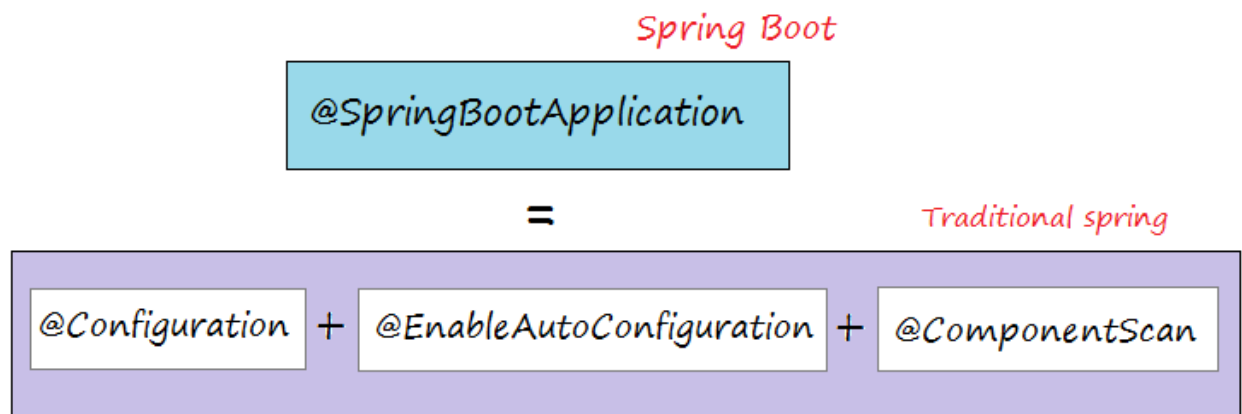 Spring Boot
@SpringBootApplication
=
Traditional spring
@Configuration + @EnableAutoConfiguration + @ComponentScan